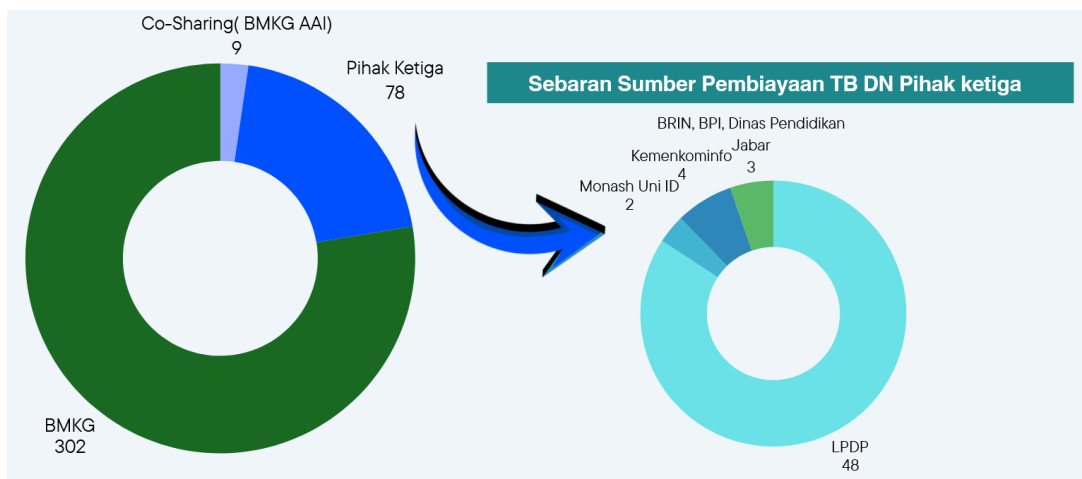 Co-Sharing( BMKG AAI)
9
Pihak Ketiga
78
BMKG
302
Sebaran Sumber Pembiayaan TB DN Pihak ketiga
BRIN, BPI, Dinas Pendidikan
Jabar
3
Kemenkominfo
4
Monash Uni ID
2
LPDP
48